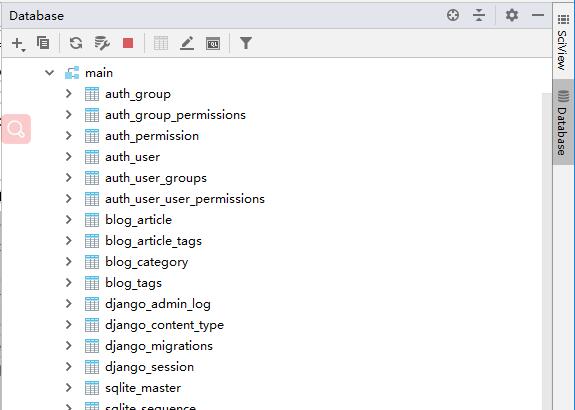 Database
main
auth_group
auth_group_permissions
auth_permission
auth_user
auth_user_groups
auth_user_user_permissions
blog_article
blog_article_tags
blog_category
blog_tags
django_admin_log
django_content_type
django_migrations
django_session
sqlite_master
sqlite_sequence
SciView
Database